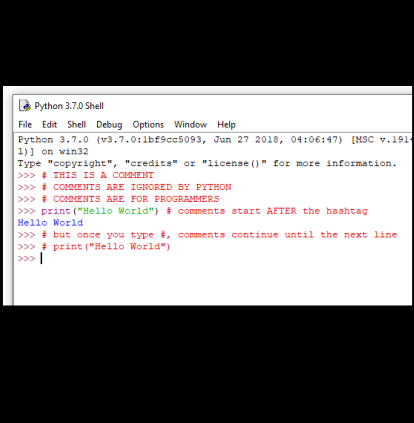 Python 3.7.0 Shell
File Edit Shell Debug Options Window Help
Python 3.7.0 (v3.7.0:1bf9cc5093, Jun 27 2018, 04:06:47) [MSC v.1914
1)] on win32
Type "copyright", "credits" or "license()" for more information.
>>> # THIS IS A COMMENT
>>> # COMMENTS ARE IGNORED BY PYTHON
>>> # COMMENTS ARE FOR PROGRAMMERS
>>> print("Hello World") # comments start AFTER the hashtag
Hello World
>>> # but once you type #, comments continue until the next line
>>> # print("Hello World")
>>>